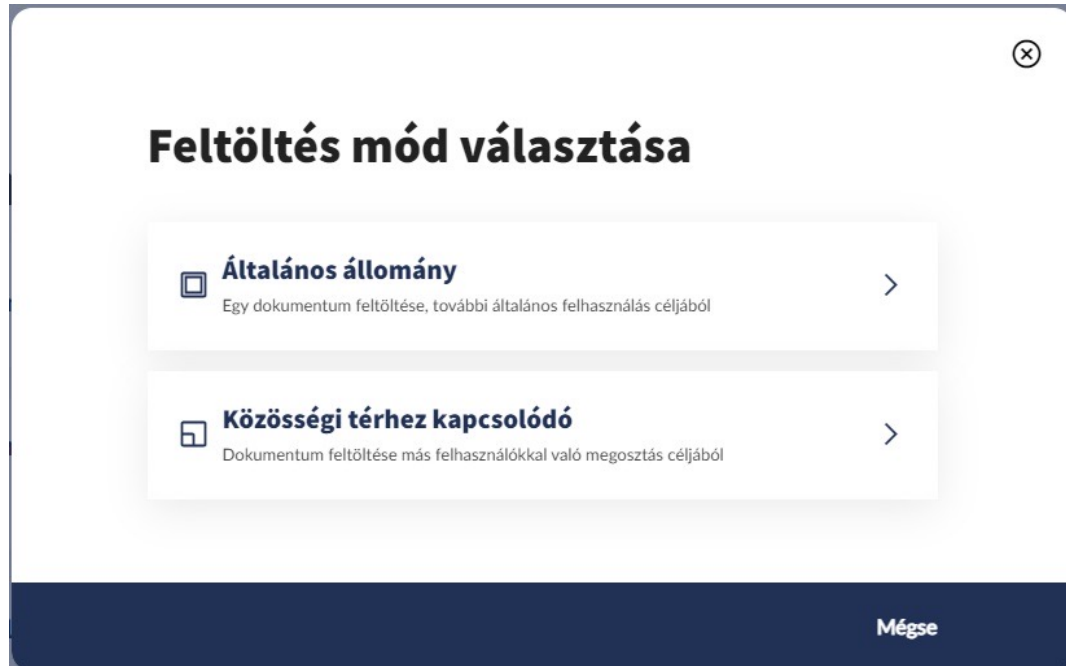 Feltöltés mód választása
Általános állomány
Egy dokumentum feltöltése, további általános felhasználás céljából
Közösségi térhez kapcsolódó
Dokumentum feltöltése más felhasználókkal való megosztás céljából
Mégse